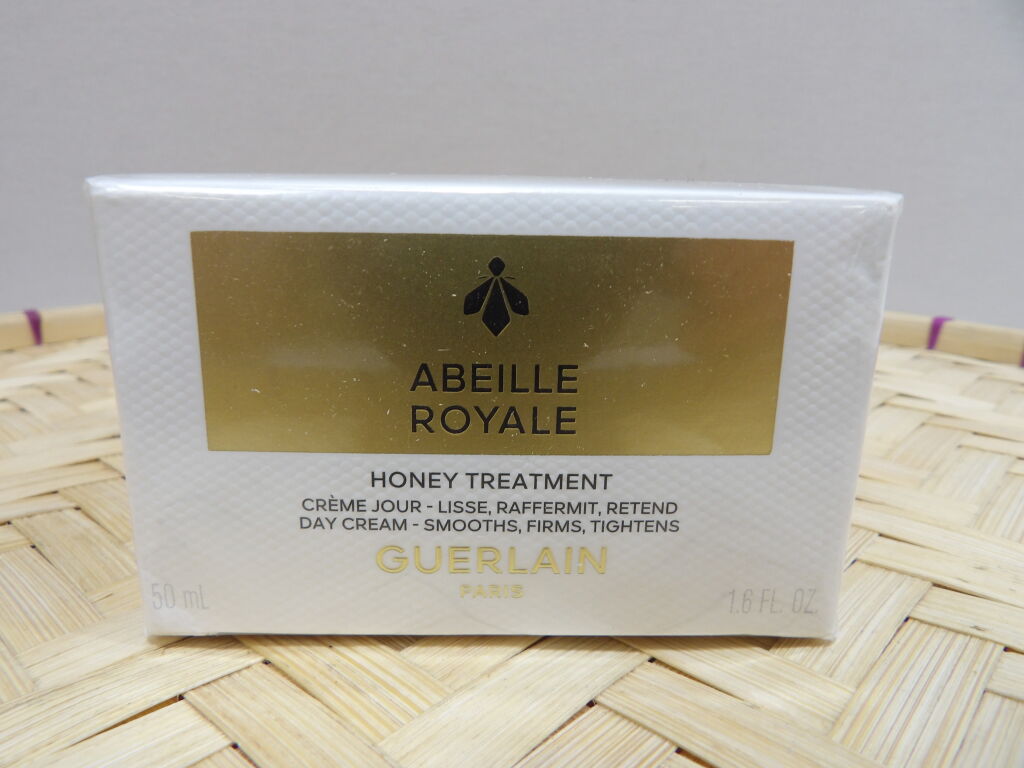 ABEILLE
ROYALE
HONEY TREATMENT
CRÈME JOUR - LISSE, RAFFERMIT, RETEND
DAY CREAM - SMOOTHS, FIRMS, TIGHTENS
GUERLAIN
PARIS
50 mL 1.6 FL. OZ.